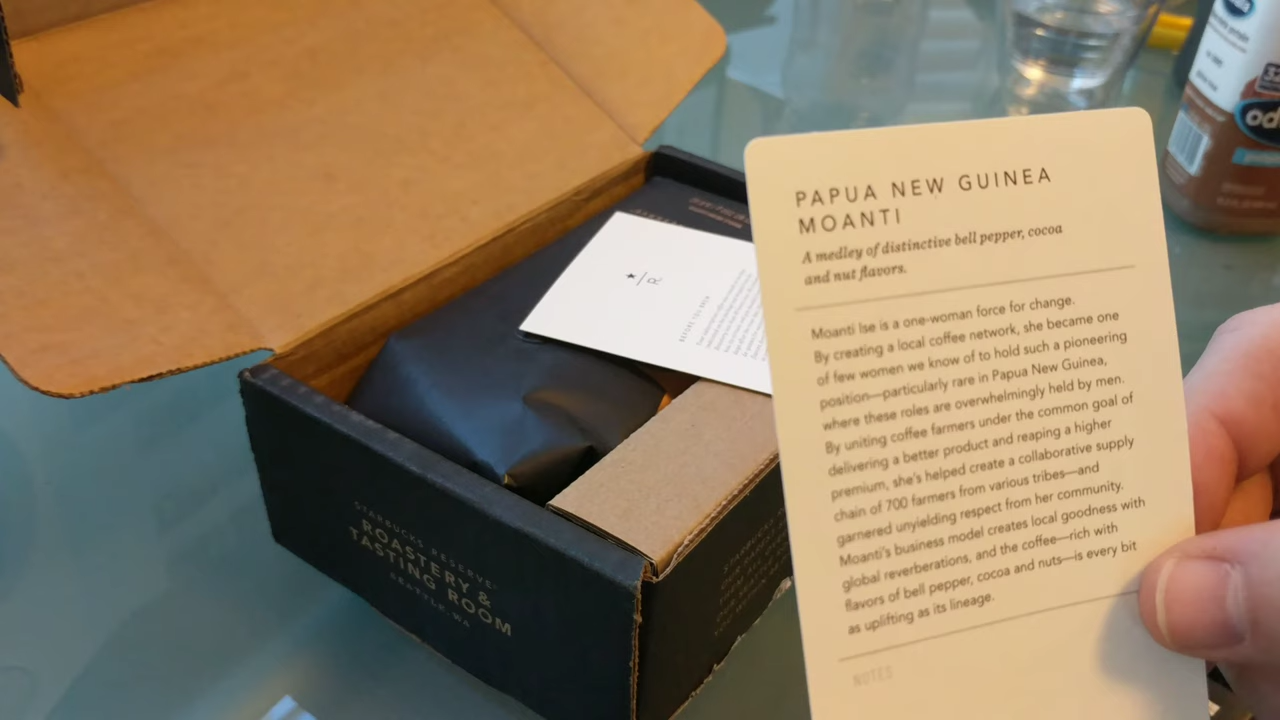 PAPUA NEW GUINEA
MOANTI
A medley of distinctive bell pepper, cocoa
and nut flavors.
Moanti Ise is a one-woman force for change.
By creating a local coffee network, she became one
of few women we know of to hold such a pioneering
position—particularly rare in Papua New Guinea,
where these roles are overwhelmingly held by men.
By uniting coffee farmers under the common goal of
delivering a better product and reaping a higher
premium, she's helped create a collaborative supply
chain of 700 farmers from various tribes—and
garnered unyielding respect from her community.
Moanti's business model creates local goodness with
global reverberations, and the coffee—rich with
flavors of bell pepper, cocoa and nuts—is every bit
as uplifting as its lineage.
NOTES
R
BEFORE YOU BREW
STARBUCKS RESERVE
ROASTERY &
TASTING ROOM
SEATTLE, WA
od